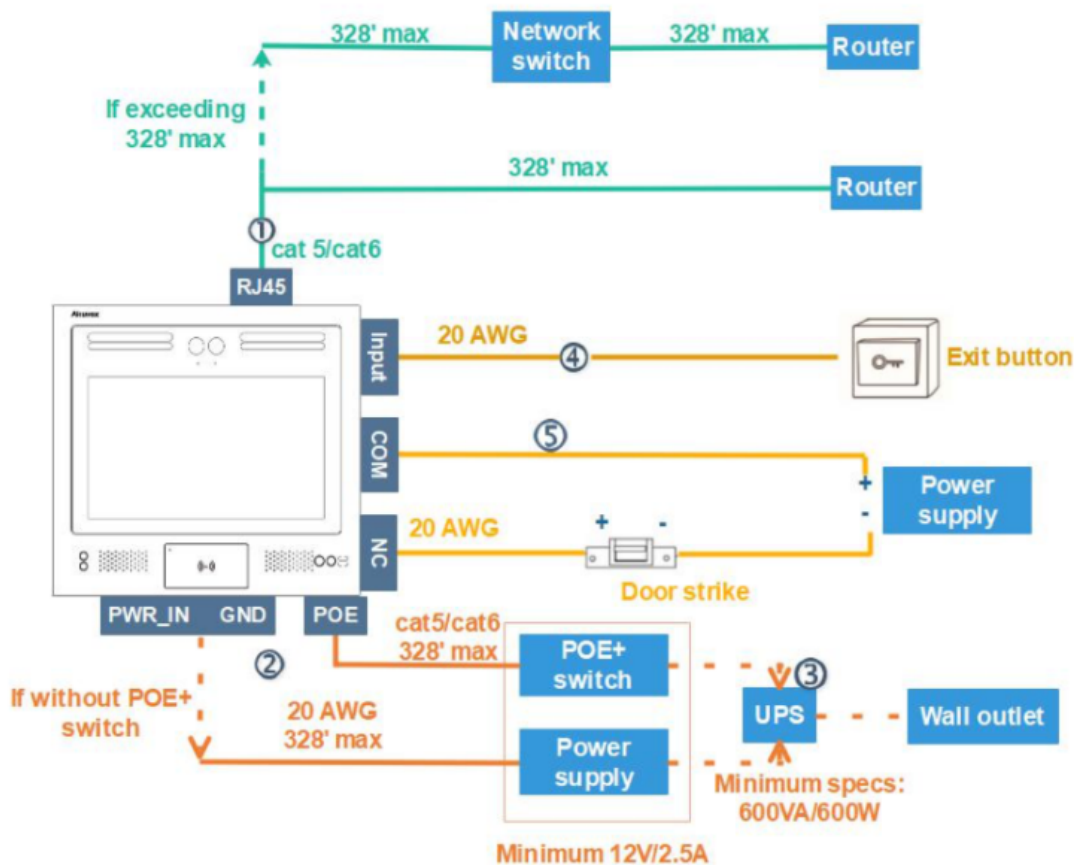 328' max
Network
switch
328' max
Router
If exceeding
328' max
328' max
Router
①
cat 5/cat6
RJ45
Input
20 AWG
④
Exit button
COM
⑤
+
-
Power
supply
NC
20 AWG
+ -
Door strike
PWR_IN GND
POE
②
cat5/cat6
328' max
POE+
switch
③
UPS
Wall outlet
If without POE+
switch
20 AWG
328' max
Power
supply
Minimum specs:
600VA/600W
Minimum 12V/2.5A